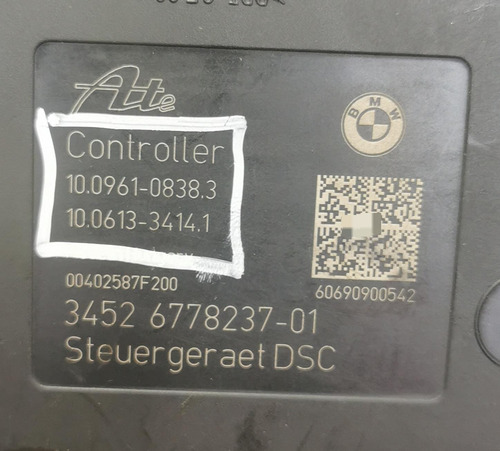 Ate
BMW
Controller
10.0961-0838.3
10.0613-3414.1
00402587F200
60690900542
3452 6778237-01
Steuergeraet DSC